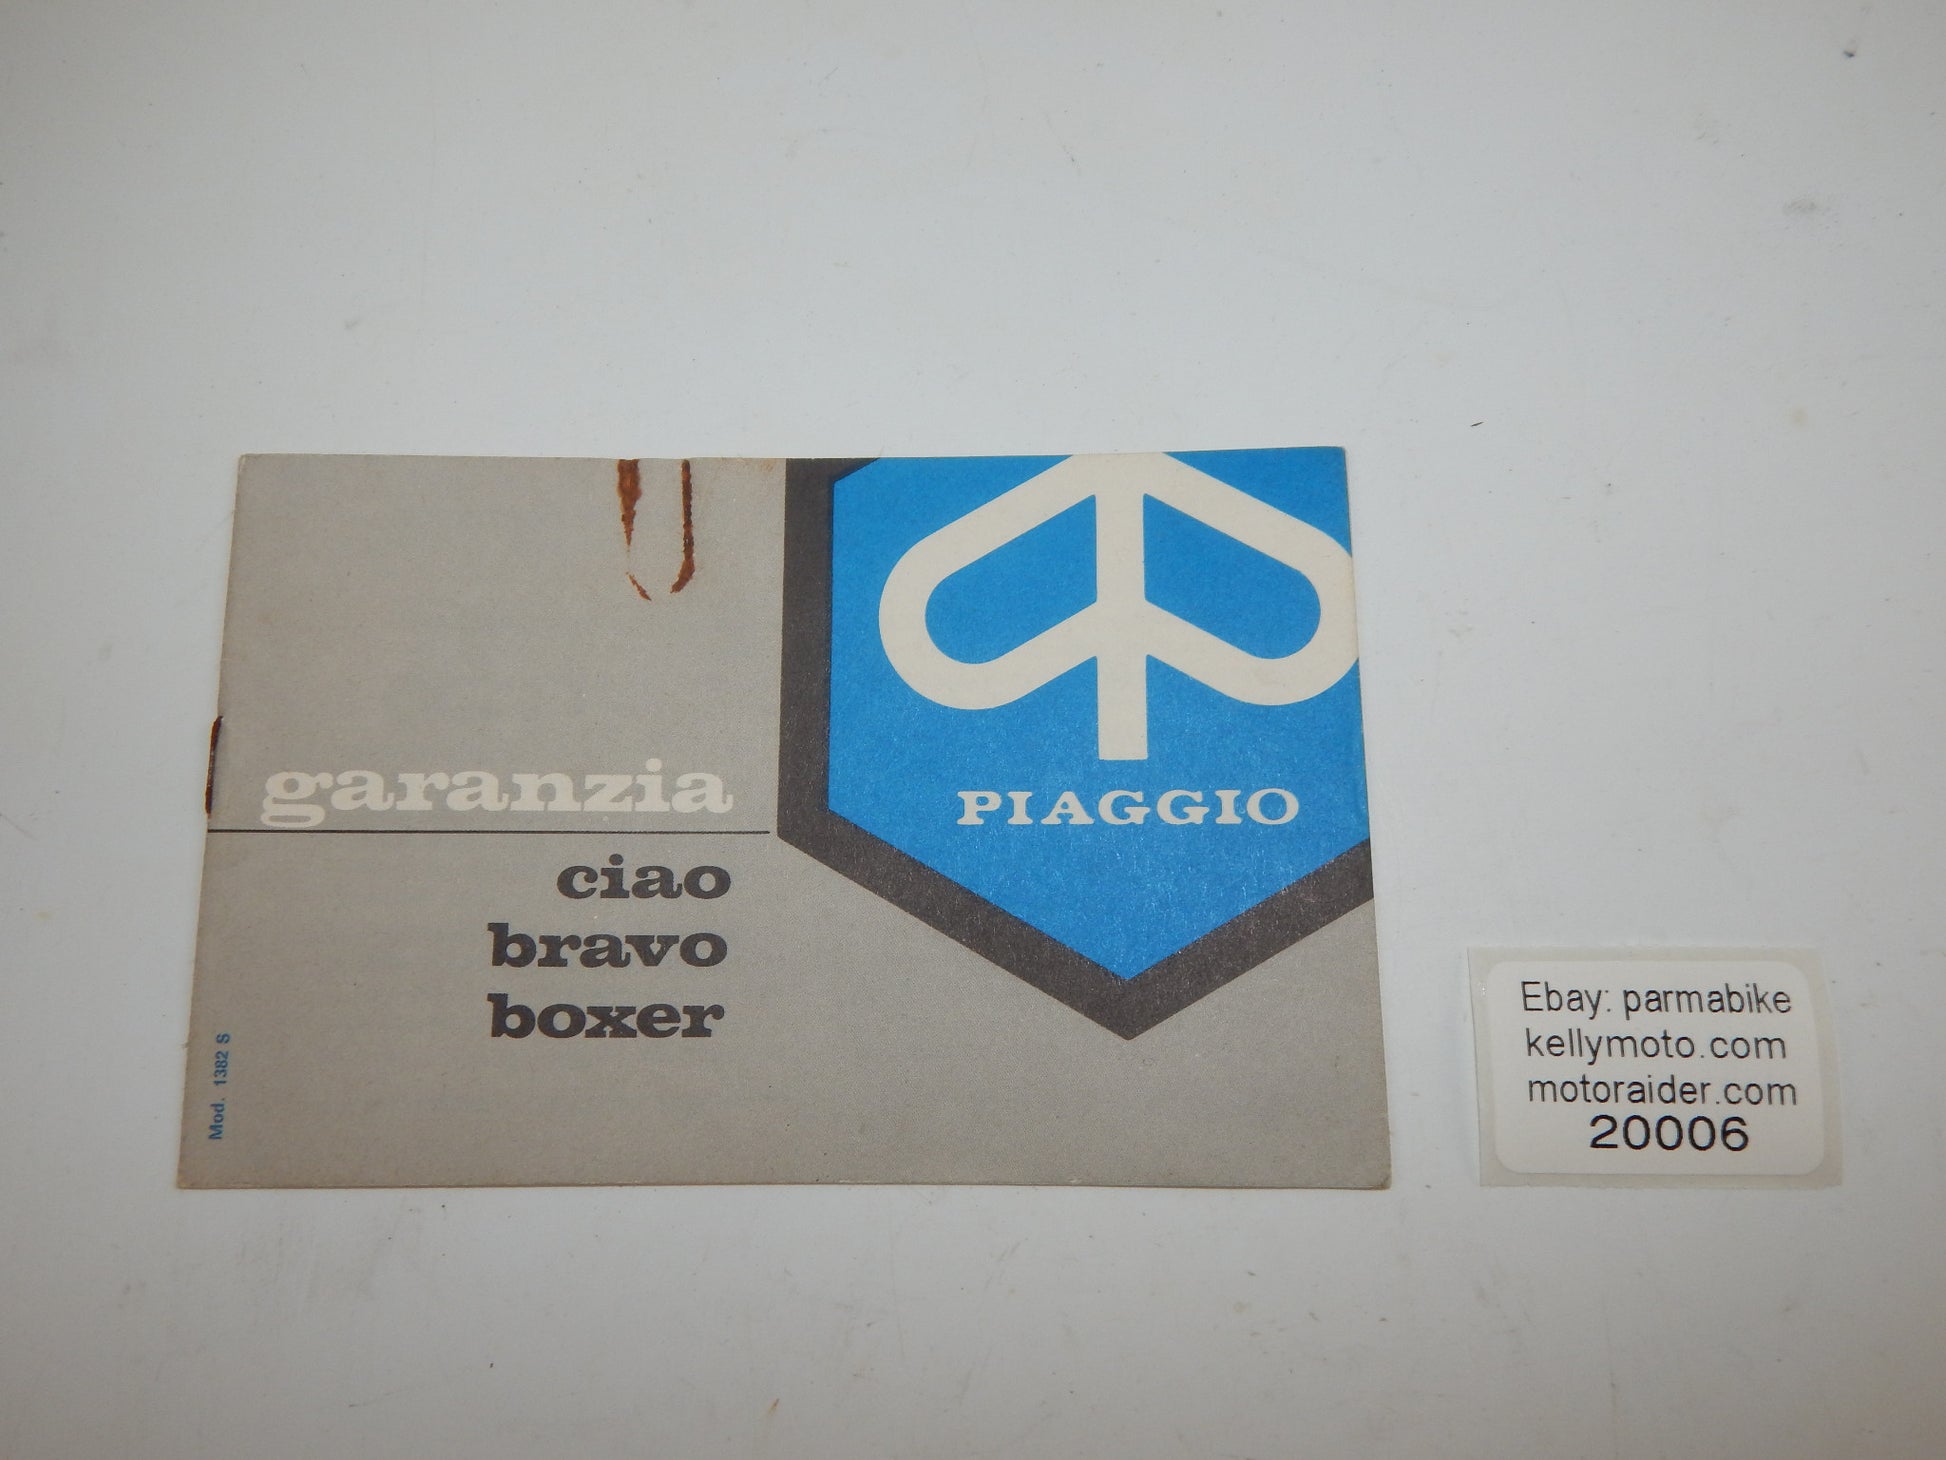 garanzia
ciao
bravo
boxer
PIAGGIO
Mod. 1382 S
Ebay: parmabike
kellymoto.com
motoraider.com
20006